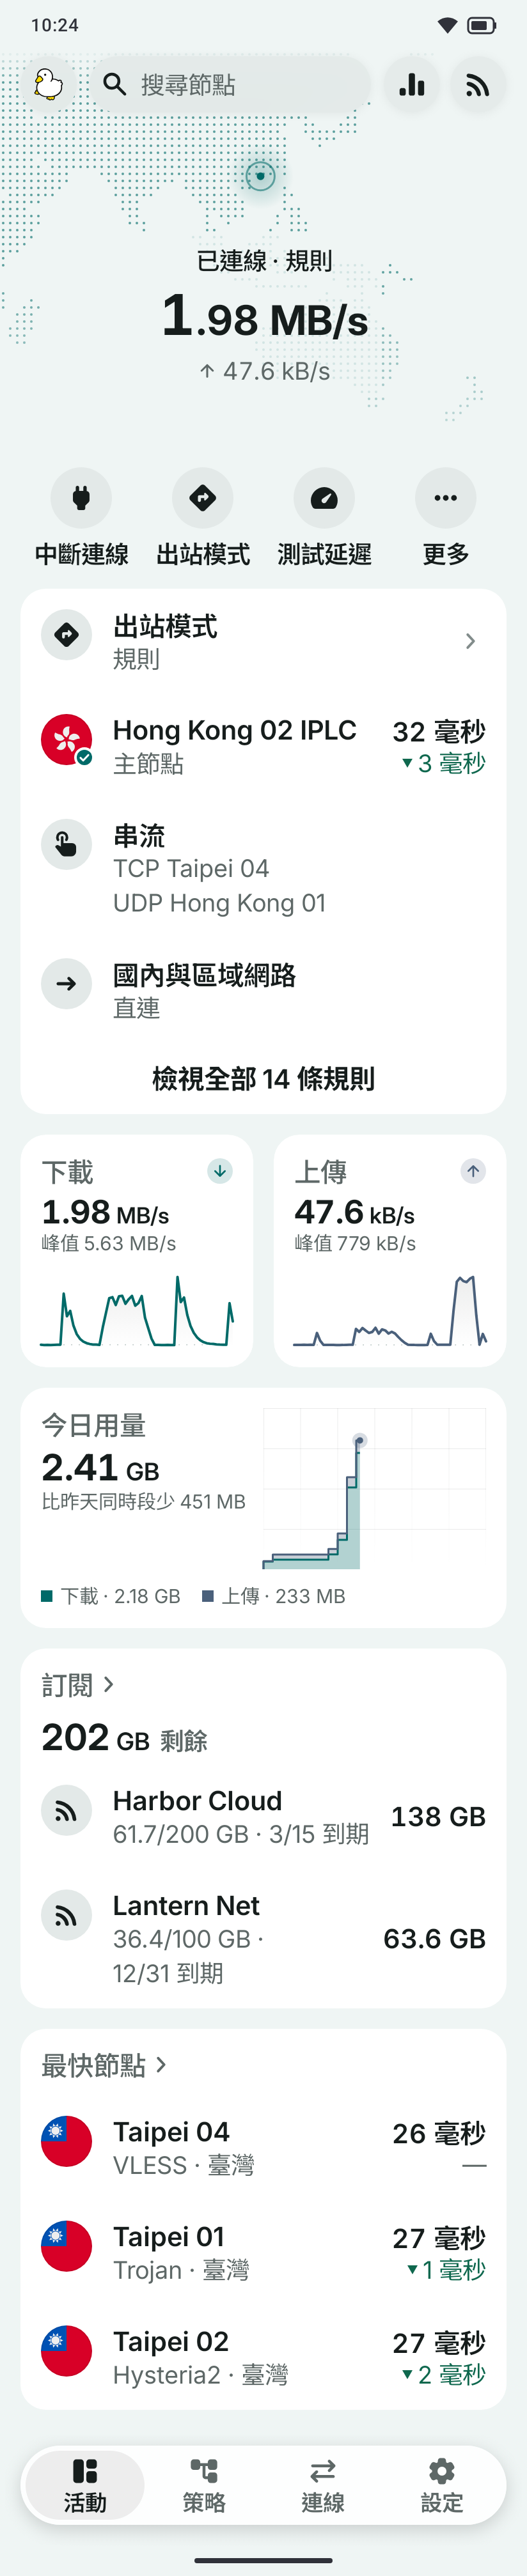 10:24
搜尋節點
已連線 · 規則
1.98 MB/s
↑ 47.6 kB/s
中斷連線
出站模式
測試延遲
更多
出站模式
規則
Hong Kong 02 IPLC
主節點
32 毫秒
▼3 毫秒
串流
TCP Taipei 04
UDP Hong Kong 01
國內與區域網路
直連
檢視全部 14 條規則
下載
1.98 MB/s
峰值 5.63 MB/s
上傳
47.6 kB/s
峰值 779 kB/s
今日用量
2.41 GB
比昨天同時段少 451 MB
下載 · 2.18 GB
上傳 · 233 MB
訂閱
202 GB 剩餘
Harbor Cloud
61.7/200 GB · 3/15 到期
138 GB
Lantern Net
36.4/100 GB ·
12/31 到期
63.6 GB
最快節點
Taipei 04
VLESS · 臺灣
26 毫秒
—
Taipei 01
Trojan · 臺灣
27 毫秒
▼1 毫秒
Taipei 02
Hysteria2 · 臺灣
27 毫秒
▼2 毫秒
活動
策略
連線
設定